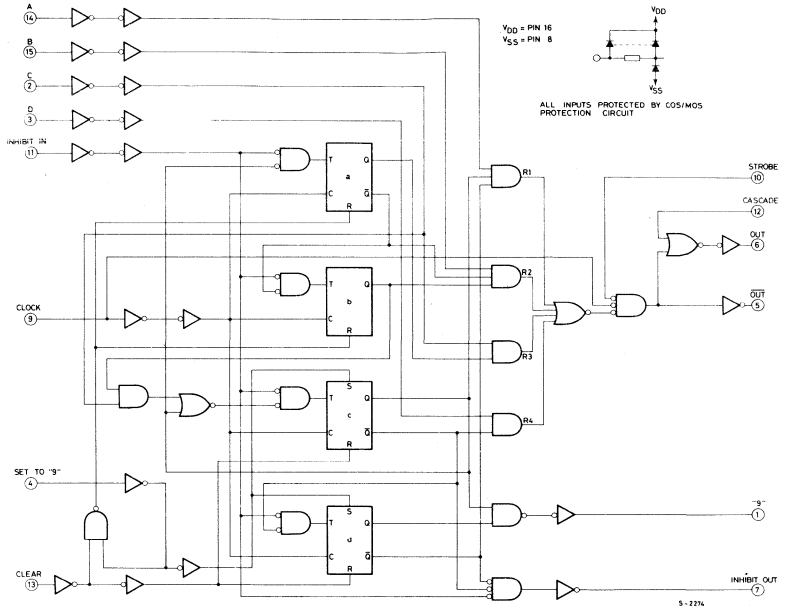 A
14
B
15
C
2
D
3
INHIBIT IN
11
CLOCK
9
SET TO "9"
4
CLEAR
13
VDD = PIN 16
VSS = PIN 8
VDD
VSS
ALL INPUTS PROTECTED BY COS/MOS
PROTECTION CIRCUIT
T Q
a
C Q̅
R
T Q
b
C Q̅
R
S
T Q
c
C Q̅
R
S
T Q
d
C Q̅
R
R1
R2
R3
R4
STROBE
10
CASCADE
12
OUT
6
O̅U̅T̅
5
"9"
1
INHIBIT OUT
7
S-2274